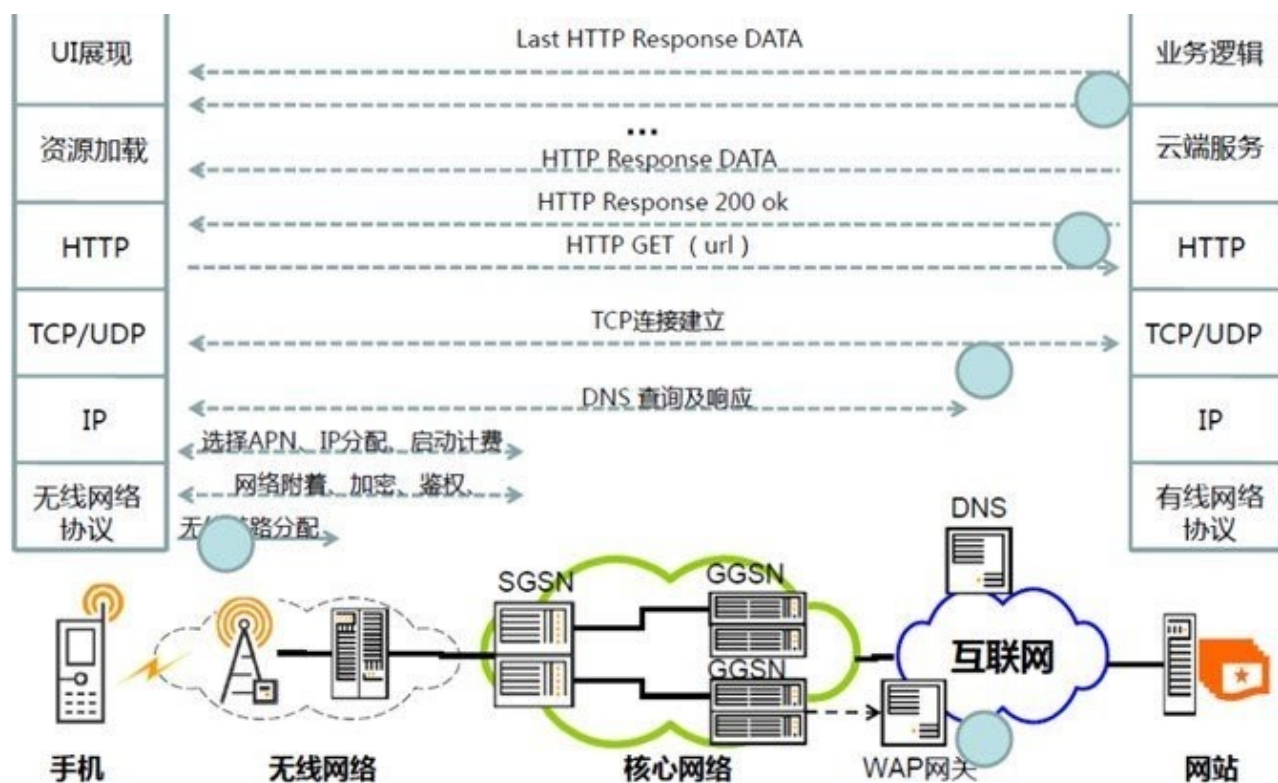 UI展现
Last HTTP Response DATA
业务逻辑
...
资源加载
HTTP Response DATA
云端服务
HTTP Response 200 ok
HTTP
HTTP GET （url）
HTTP
TCP/UDP
TCP连接建立
TCP/UDP
IP
DNS 查询及响应
IP
选择APN、IP分配、启动计费
无线网络
协议
网络附着、加密、鉴权、
有线网络
协议
路分配
DNS
SGSN
GGSN
GGSN
互联网
手机
无线网络
核心网络
WAP网关
网站